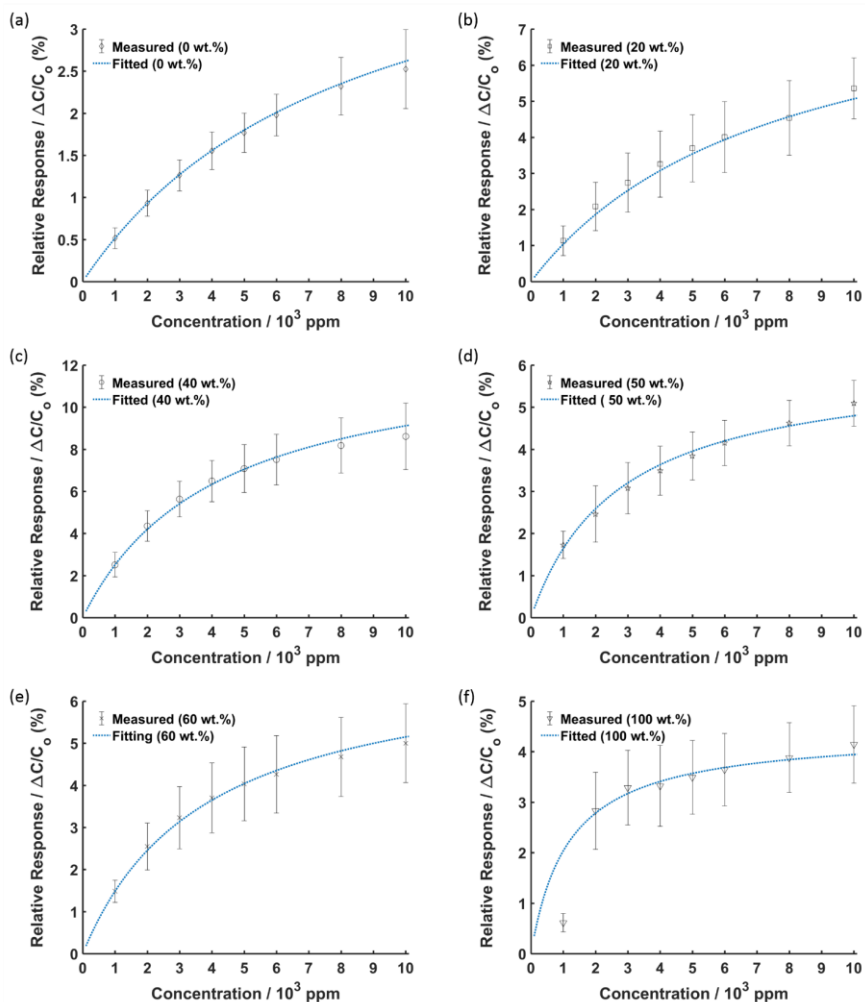 (a)
3
2.5
2
1.5
1
0.5
0
Relative Response / ΔC/Co (%)
Measured (0 wt.%)
Fitted (0 wt.%)
0 1 2 3 4 5 6 7 8 9 10
Concentration / 10³ ppm
(b)
7
6
5
4
3
2
1
0
Relative Response / ΔC/Co (%)
Measured (20 wt.%)
Fitted (20 wt.%)
0 1 2 3 4 5 6 7 8 9 10
Concentration / 10³ ppm
(c)
12
10
8
6
4
2
0
Relative Response / ΔC/Co (%)
Measured (40 wt.%)
Fitted (40 wt.%)
0 1 2 3 4 5 6 7 8 9 10
Concentration / 10³ ppm
(d)
6
5
4
3
2
1
0
Relative Response / ΔC/Co (%)
Measured (50 wt.%)
Fitted ( 50 wt.%)
0 1 2 3 4 5 6 7 8 9 10
Concentration / 10³ ppm
(e)
6
5
4
3
2
1
0
Relative Response / ΔC/Co (%)
Measured (60 wt.%)
Fitting (60 wt.%)
0 1 2 3 4 5 6 7 8 9 10
Concentration / 10³ ppm
(f)
5
4
3
2
1
0
Relative Response / ΔC/Co (%)
Measured (100 wt.%)
Fitted (100 wt.%)
0 1 2 3 4 5 6 7 8 9 10
Concentration / 10³ ppm